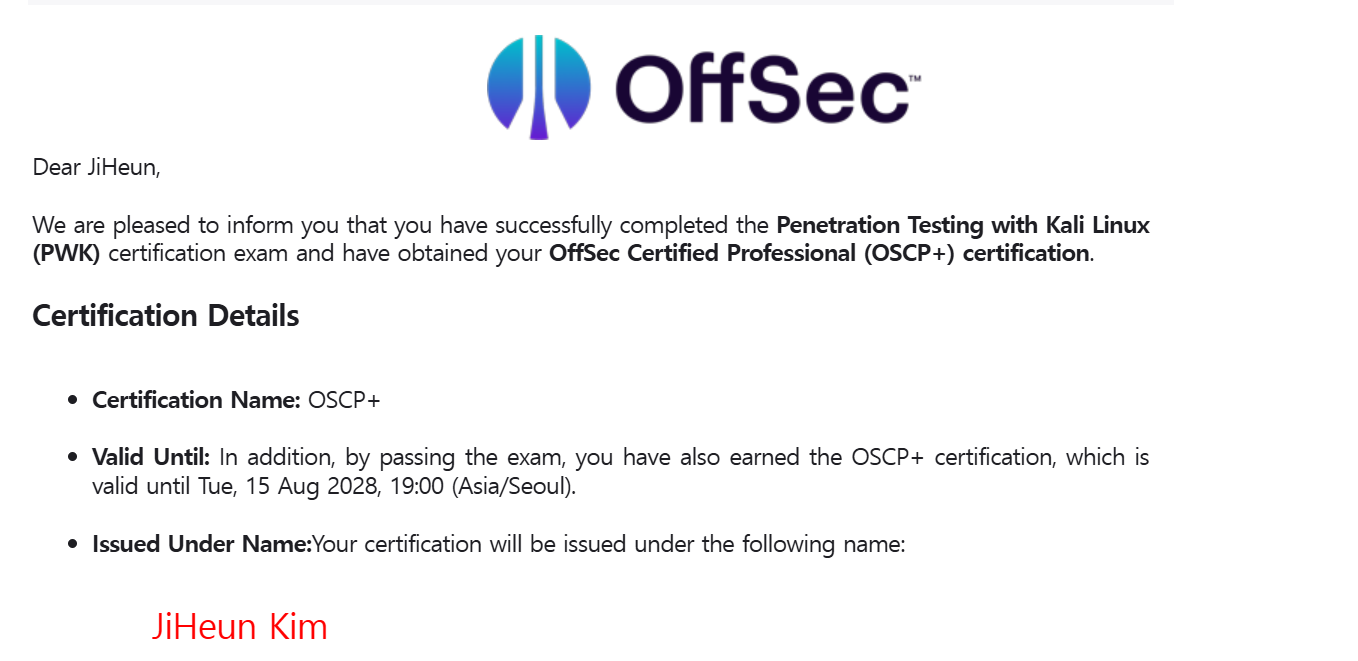 OffSec™
Dear JiHeun,
We are pleased to inform you that you have successfully completed the Penetration Testing with Kali Linux
(PWK) certification exam and have obtained your OffSec Certified Professional (OSCP+) certification.
Certification Details
• Certification Name: OSCP+
• Valid Until: In addition, by passing the exam, you have also earned the OSCP+ certification, which is
valid until Tue, 15 Aug 2028, 19:00 (Asia/Seoul).
• Issued Under Name:Your certification will be issued under the following name:
JiHeun Kim